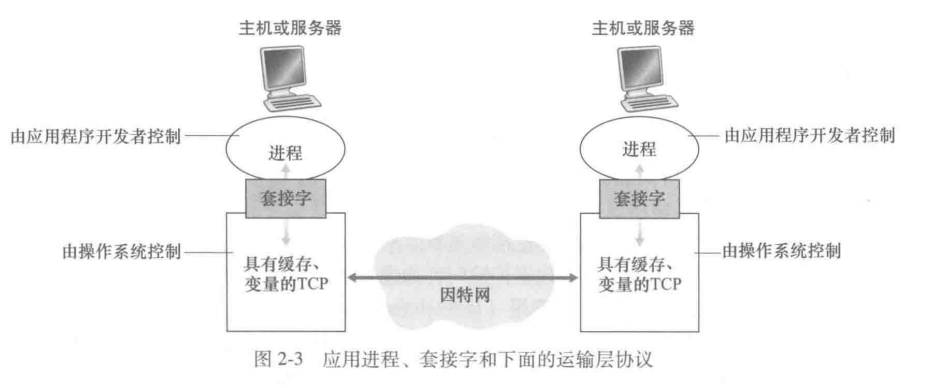 主机或服务器
主机或服务器
由应用程序开发者控制
进程
进程
由应用程序开发者控制
套接字
套接字
由操作系统控制
具有缓存、
变量的TCP
因特网
具有缓存、
变量的TCP
由操作系统控制
图 2-3 应用进程、套接字和下面的运输层协议